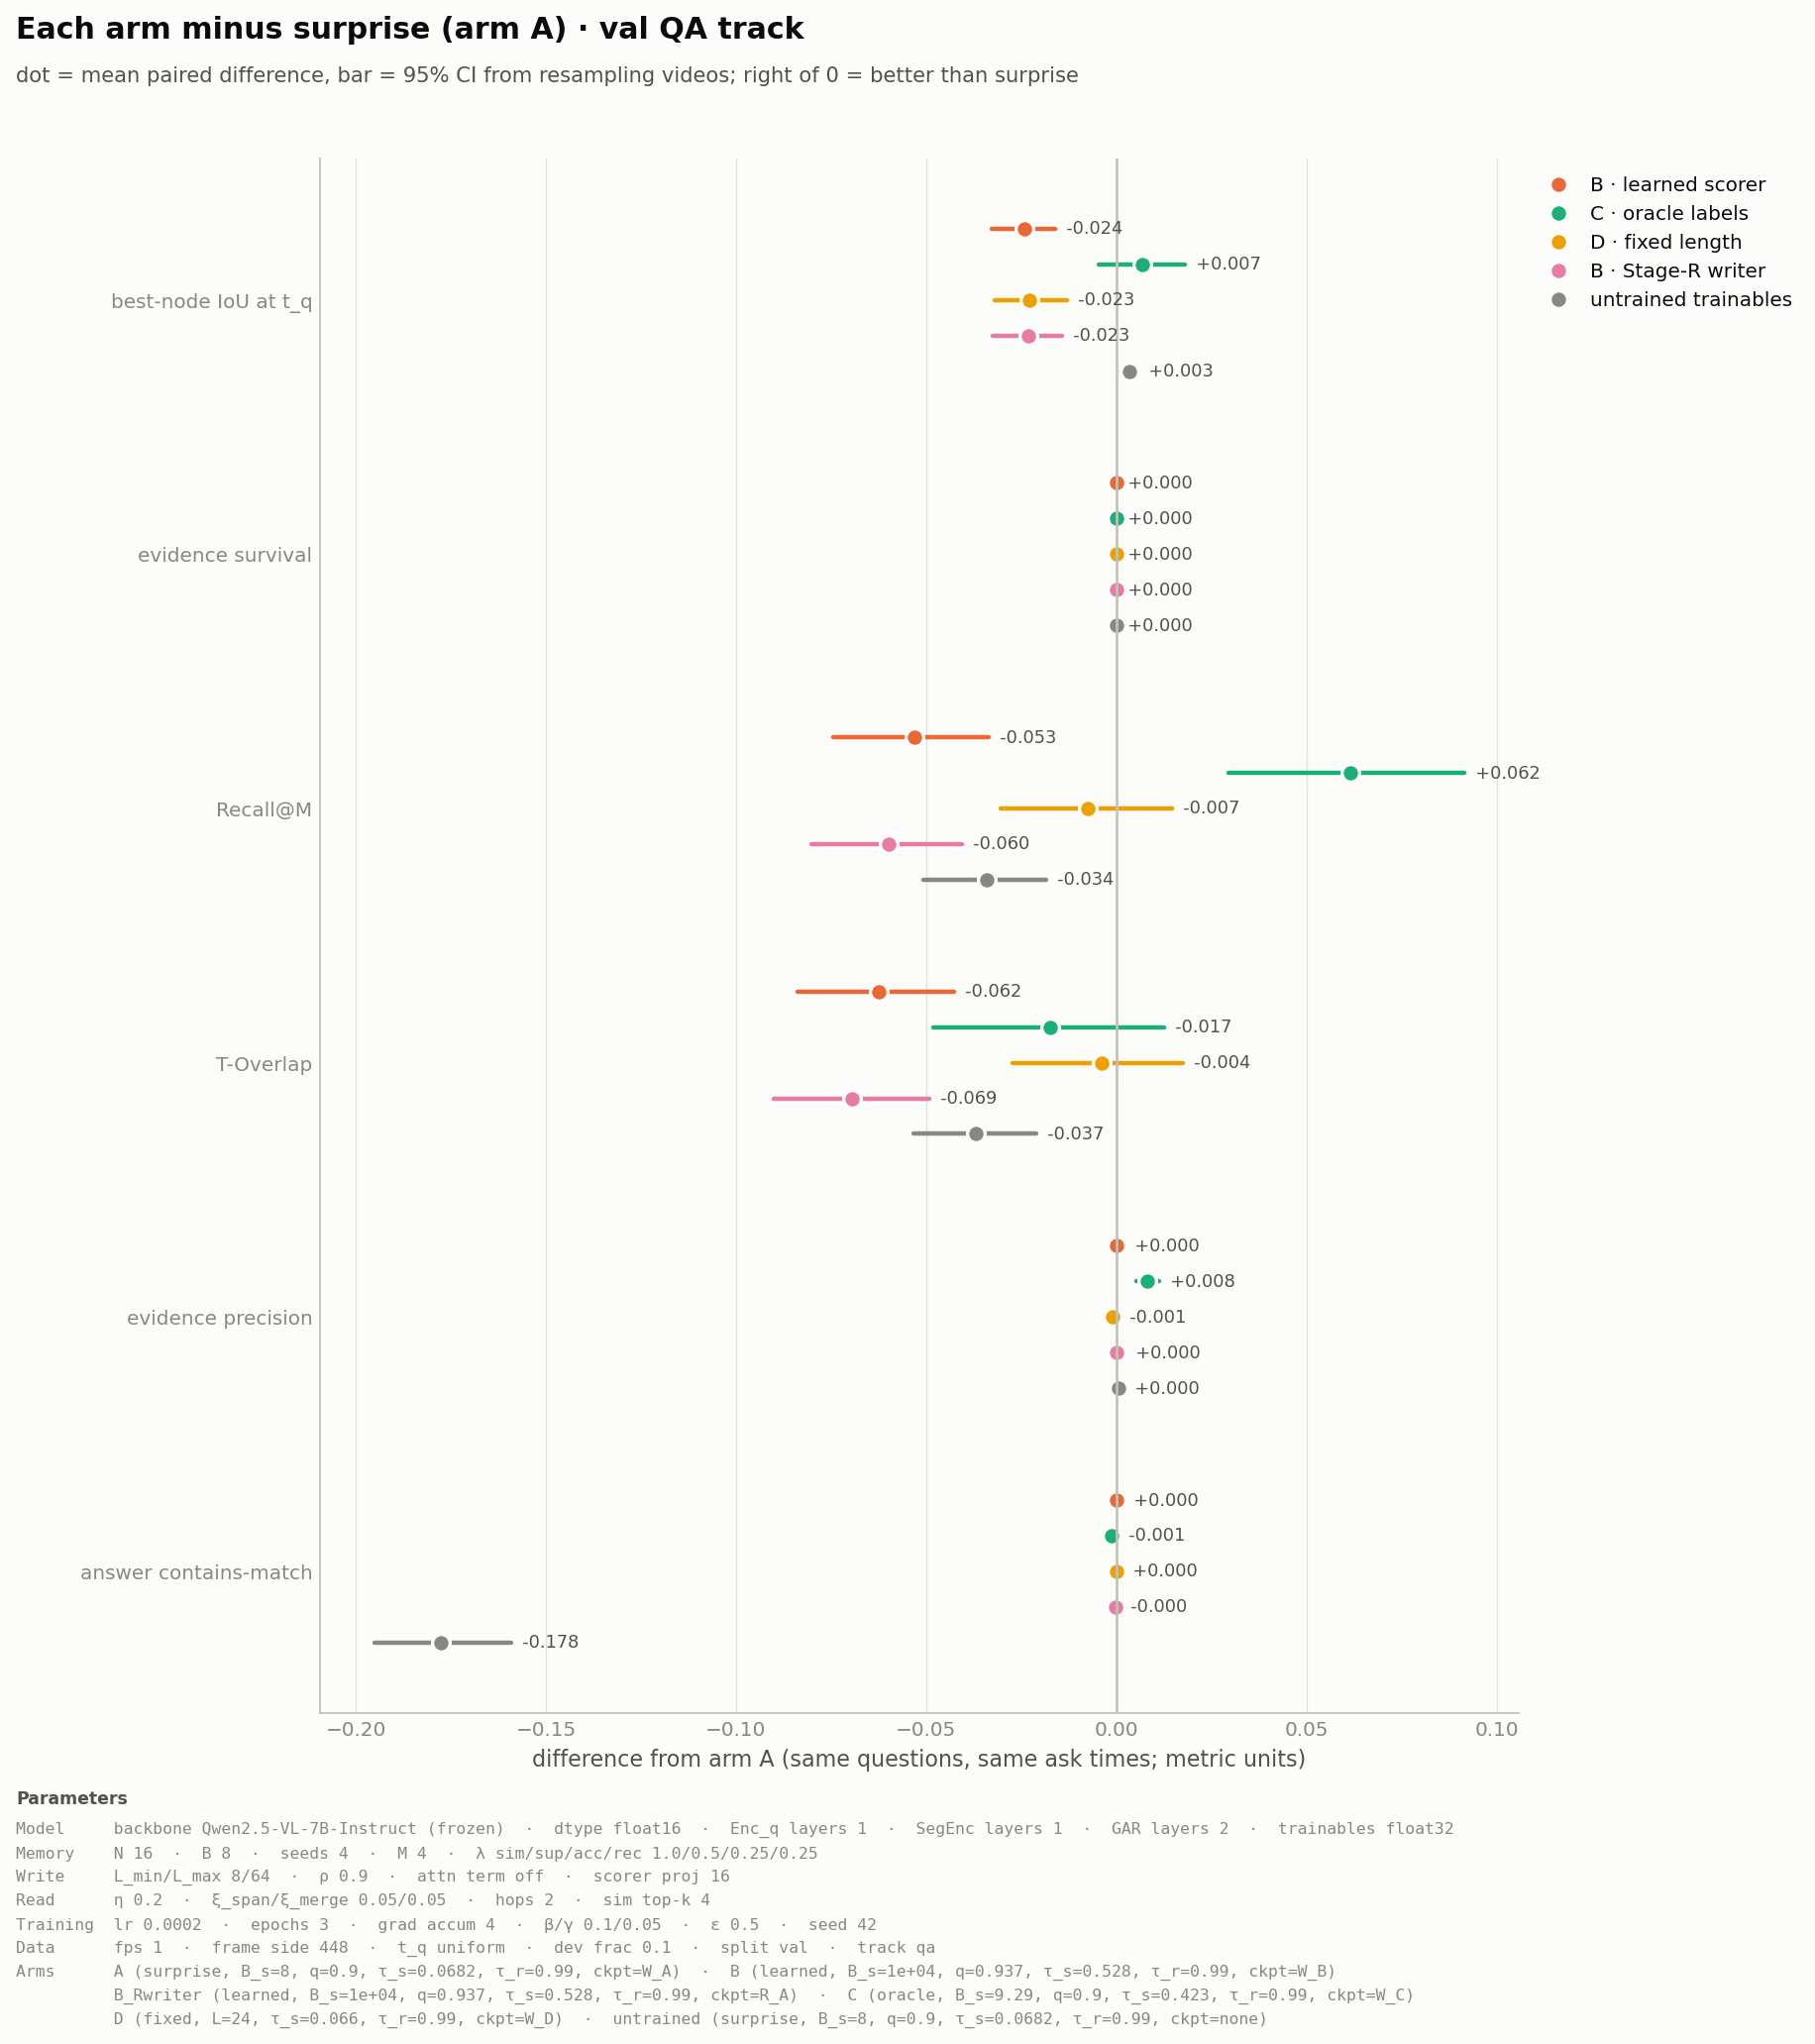 Each arm minus surprise (arm A) · val QA track
dot = mean paired difference, bar = 95% CI from resampling videos; right of 0 = better than surprise
B · learned scorer
C · oracle labels
D · fixed length
B · Stage-R writer
untrained trainables
best-node IoU at t_q
-0.024
+0.007
-0.023
-0.023
+0.003
evidence survival
+0.000
+0.000
+0.000
+0.000
+0.000
Recall@M
-0.053
+0.062
-0.007
-0.060
-0.034
T-Overlap
-0.062
-0.017
-0.004
-0.069
-0.037
evidence precision
+0.000
+0.008
-0.001
+0.000
+0.000
answer contains-match
+0.000
-0.001
+0.000
-0.000
-0.178
−0.20 −0.15 −0.10 −0.05 0.00 0.05 0.10
difference from arm A (same questions, same ask times; metric units)
Parameters
Model backbone Qwen2.5-VL-7B-Instruct (frozen) · dtype float16 · Enc_q layers 1 · SegEnc layers 1 · GAR layers 2 · trainables float32
Memory N 16 · B 8 · seeds 4 · M 4 · λ sim/sup/acc/rec 1.0/0.5/0.25/0.25
Write L_min/L_max 8/64 · ρ 0.9 · attn term off · scorer proj 16
Read η 0.2 · ξ_span/ξ_merge 0.05/0.05 · hops 2 · sim top-k 4
Training lr 0.0002 · epochs 3 · grad accum 4 · β/γ 0.1/0.05 · ε 0.5 · seed 42
Data fps 1 · frame side 448 · t_q uniform · dev frac 0.1 · split val · track qa
Arms A (surprise, B_s=8, q=0.9, τ_s=0.0682, τ_r=0.99, ckpt=W_A) · B (learned, B_s=1e+04, q=0.937, τ_s=0.528, τ_r=0.99, ckpt=W_B)
B_Rwriter (learned, B_s=1e+04, q=0.937, τ_s=0.528, τ_r=0.99, ckpt=R_A) · C (oracle, B_s=9.29, q=0.9, τ_s=0.423, τ_r=0.99, ckpt=W_C)
D (fixed, L=24, τ_s=0.066, τ_r=0.99, ckpt=W_D) · untrained (surprise, B_s=8, q=0.9, τ_s=0.0682, τ_r=0.99, ckpt=none)